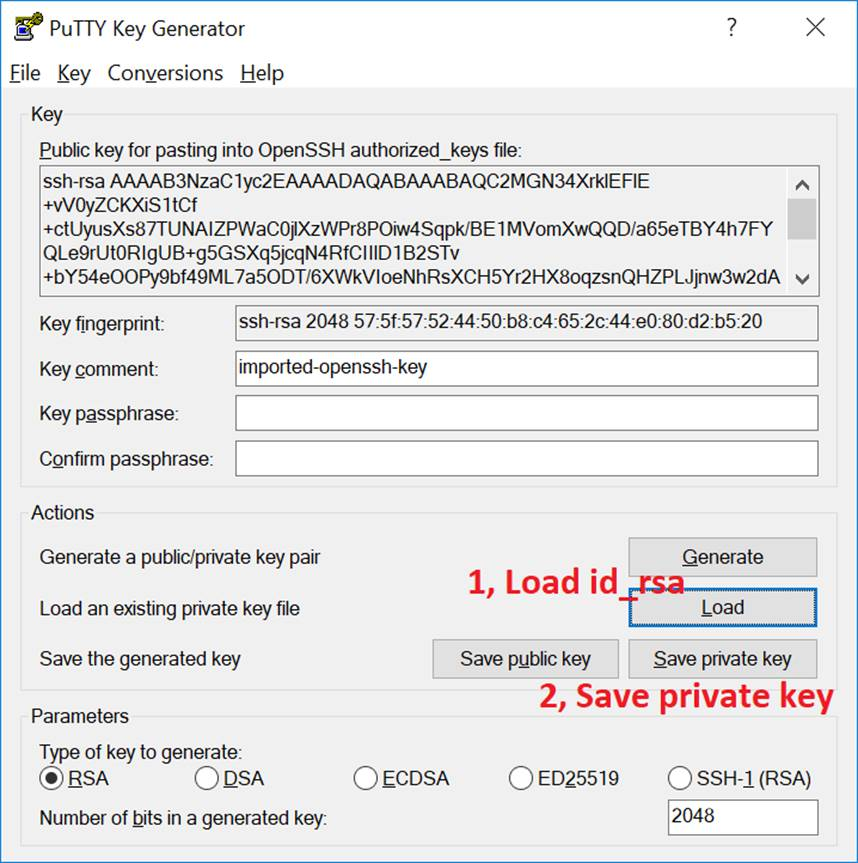 PuTTY Key Generator
File Key Conversions Help
Key
Public key for pasting into OpenSSH authorized_keys file:
ssh-rsa AAAAB3NzaC1yc2EAAAADAQABAAABAQC2MGN34XrklEFlE
+vV0yZCKXiS1tCf
+ctUyusXs87TUNAIZPWaC0jlXzWPr8POiw4Sqpk/BE1MVomXwQQD/a65eTBY4h7FY
QLe9rUt0RIgUB+g5GSXq5jcqN4RfCIIlD1B2STv
+bY54eOOPy9bf49ML7a5ODT/6XWkVIoeNhRsXCH5Yr2HX8oqzsnQHZPLJjnw3w2dA
Key fingerprint:
ssh-rsa 2048 57:5f:57:52:44:50:b8:c4:65:2c:44:e0:80:d2:b5:20
Key comment:
imported-openssh-key
Key passphrase:
Confirm passphrase:
Actions
Generate a public/private key pair
Generate
1, Load id_rsa
Load an existing private key file
Load
Save the generated key
Save public key
Save private key
2, Save private key
Parameters
Type of key to generate:
RSA
DSA
ECDSA
ED25519
SSH-1 (RSA)
Number of bits in a generated key:
2048